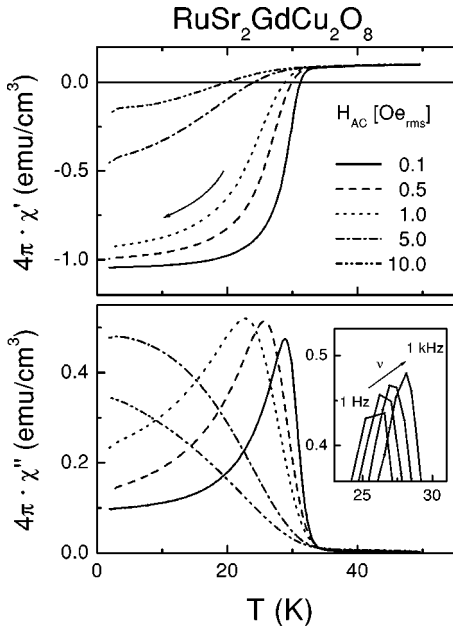 RuSr₂GdCu₂O₈
0.0
-0.5
-1.0
4π · χ' (emu/cm³)
H_AC [Oe_rms]
0.1
0.5
1.0
5.0
10.0
0.4
0.2
0.0
4π · χ'' (emu/cm³)
0.5
0.4
ν
1 kHz
1 Hz
25 30
0 20 40
T (K)